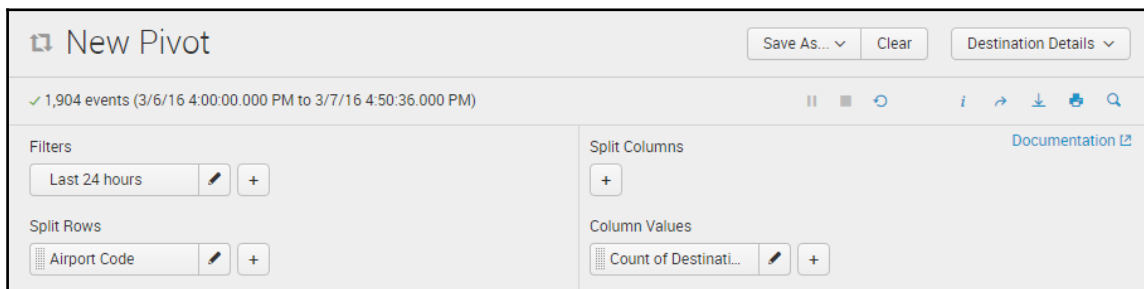 New Pivot
Save As... Clear Destination Details
1,904 events (3/6/16 4:00:00.000 PM to 3/7/16 4:50:36.000 PM)
Documentation
Filters
Split Columns
Last 24 hours
+
+
Split Rows
Column Values
Airport Code
+
Count of Destinati...
+